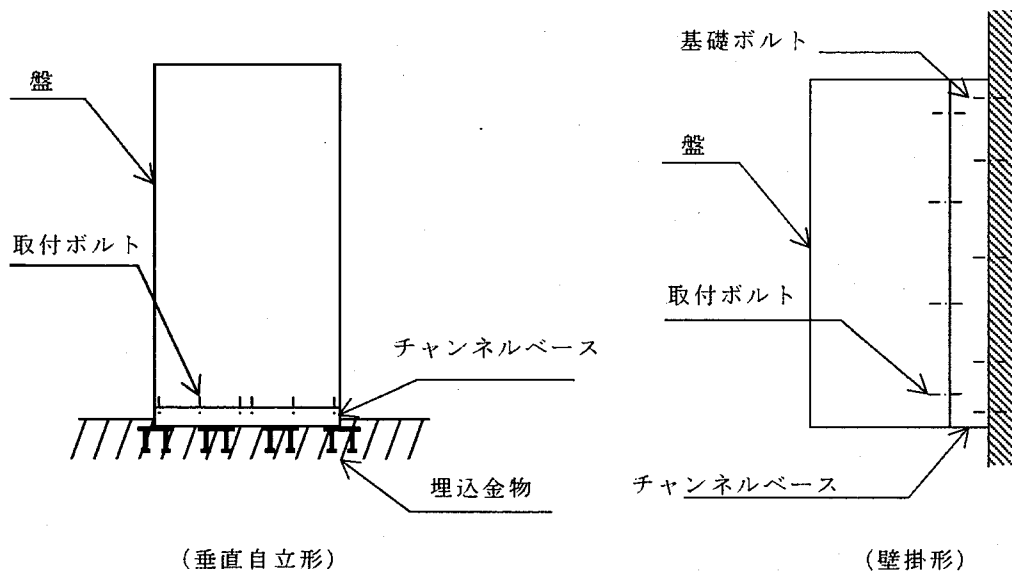 盤
取付ボルト
チャンネルベース
埋込金物
(垂直自立形)
基礎ボルト
盤
取付ボルト
チャンネルベース
(壁掛形)